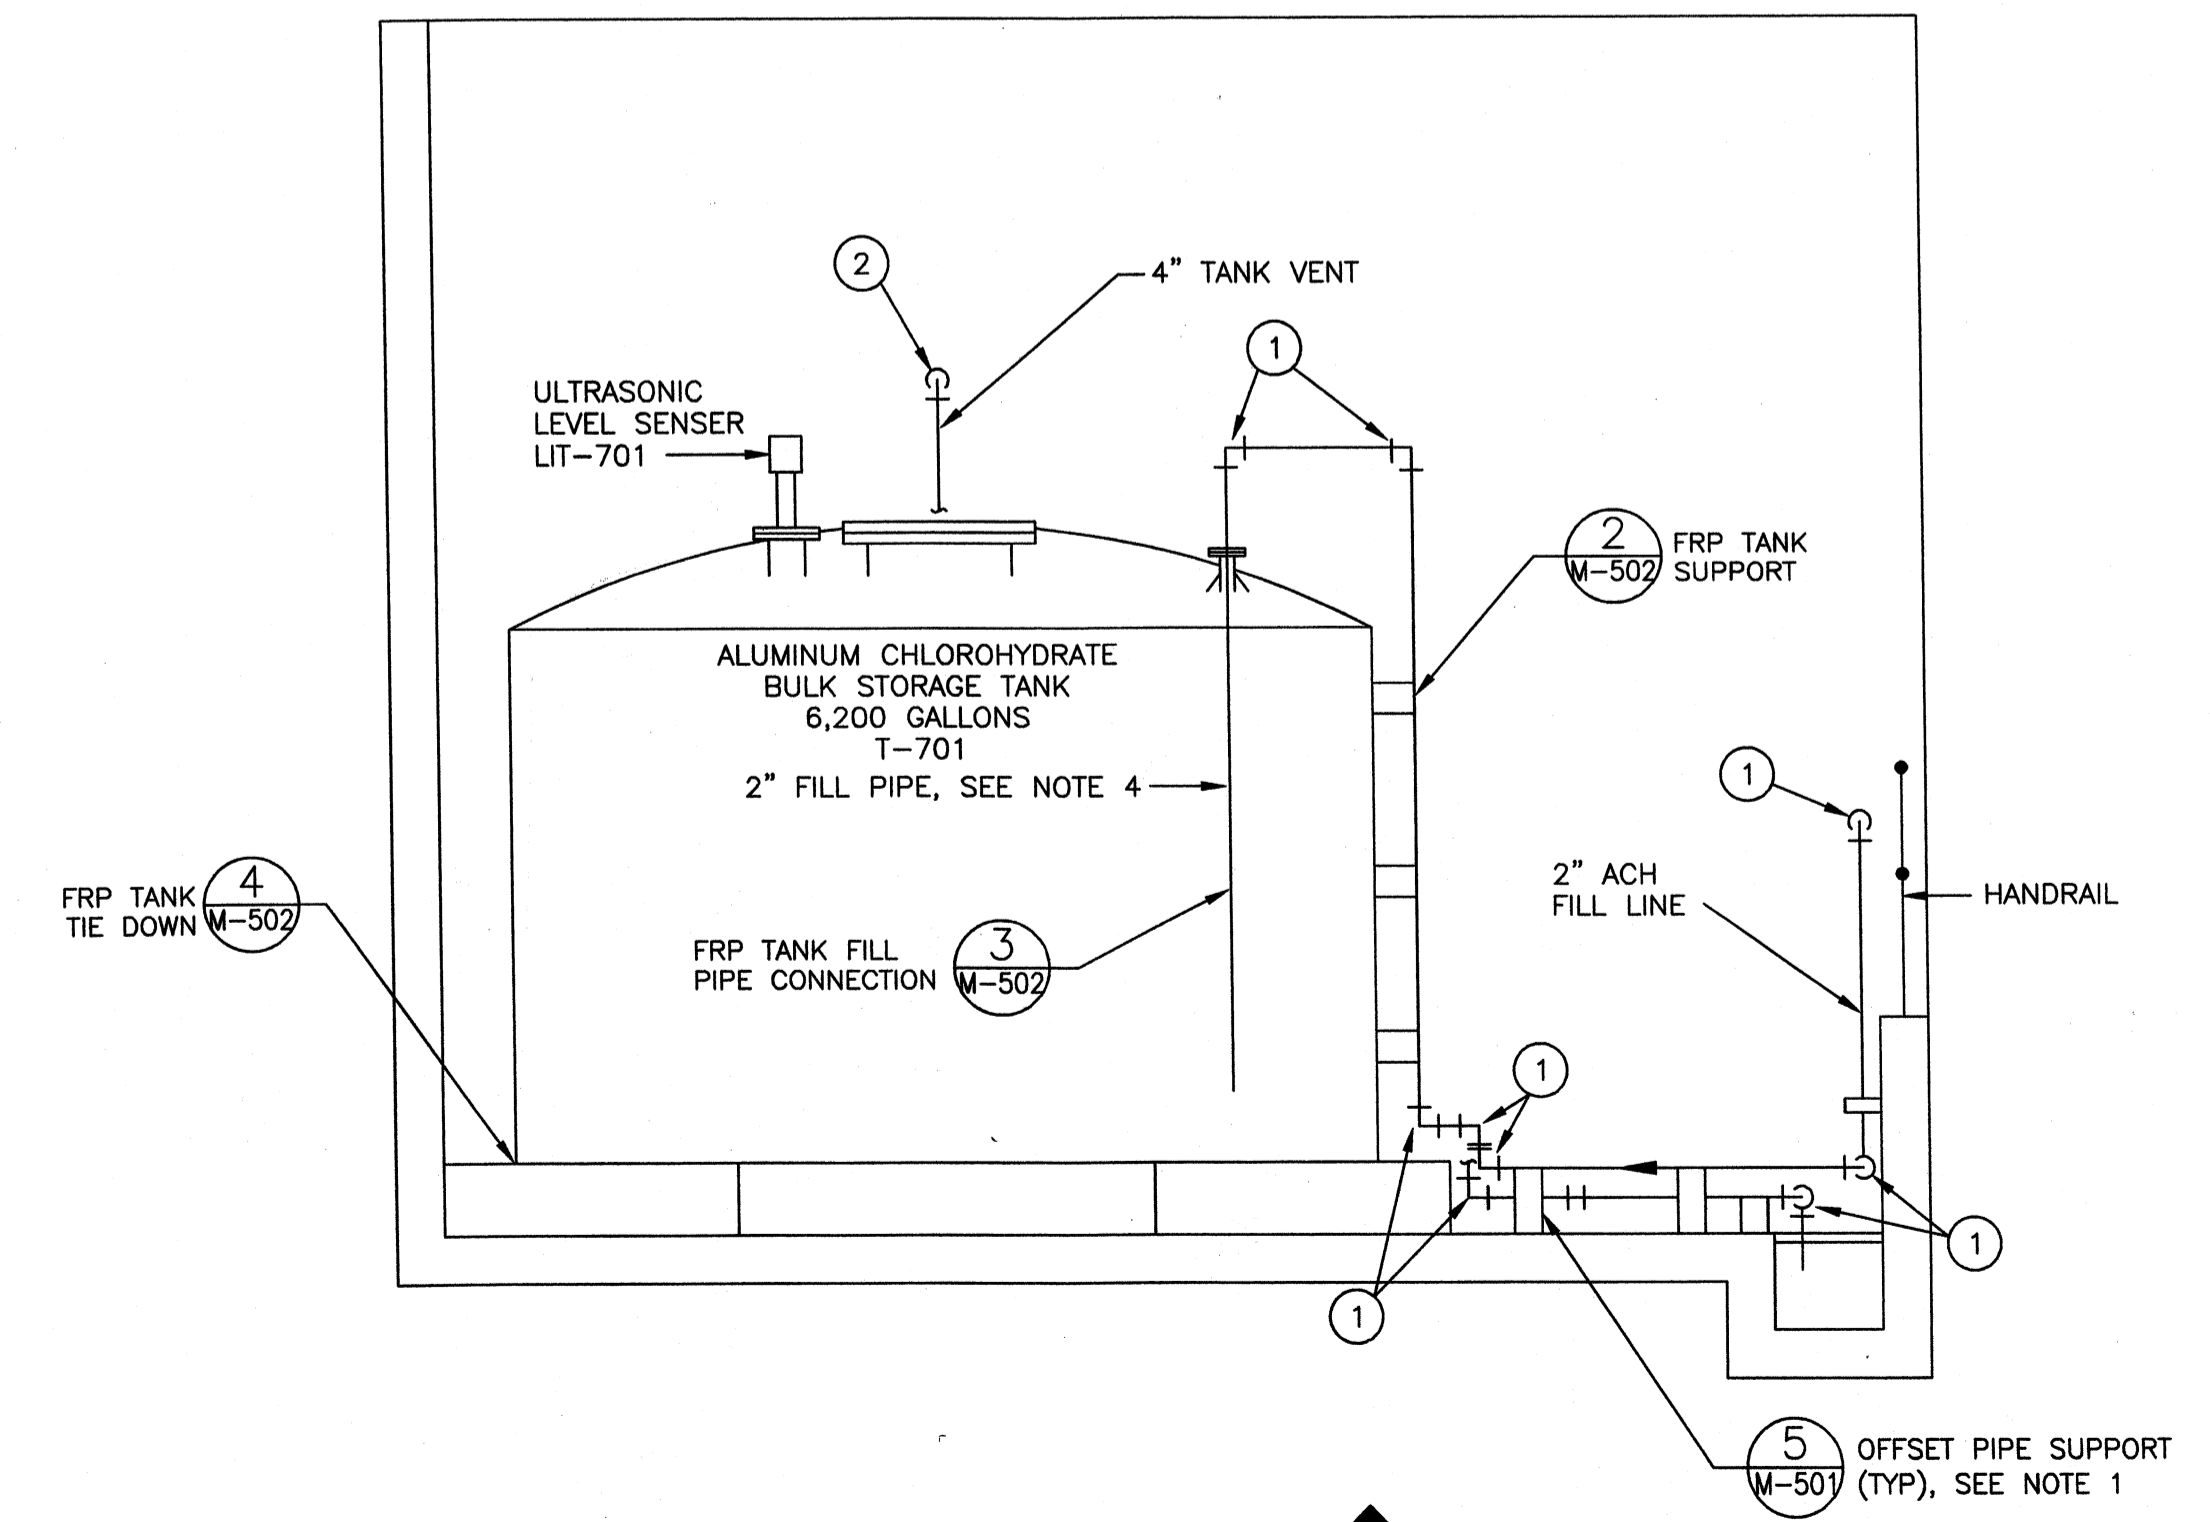 2
4” TANK VENT
1
ULTRASONIC
LEVEL SENSER
LIT-701
2
M-502
FRP TANK
SUPPORT
ALUMINUM CHLOROHYDRATE
BULK STORAGE TANK
6,200 GALLONS
T-701
2” FILL PIPE, SEE NOTE 4
1
2” ACH
FILL LINE
HANDRAIL
FRP TANK
TIE DOWN
4
M-502
FRP TANK FILL
PIPE CONNECTION
3
M-502
1
1
1
5
M-501
OFFSET PIPE SUPPORT
(TYP), SEE NOTE 1